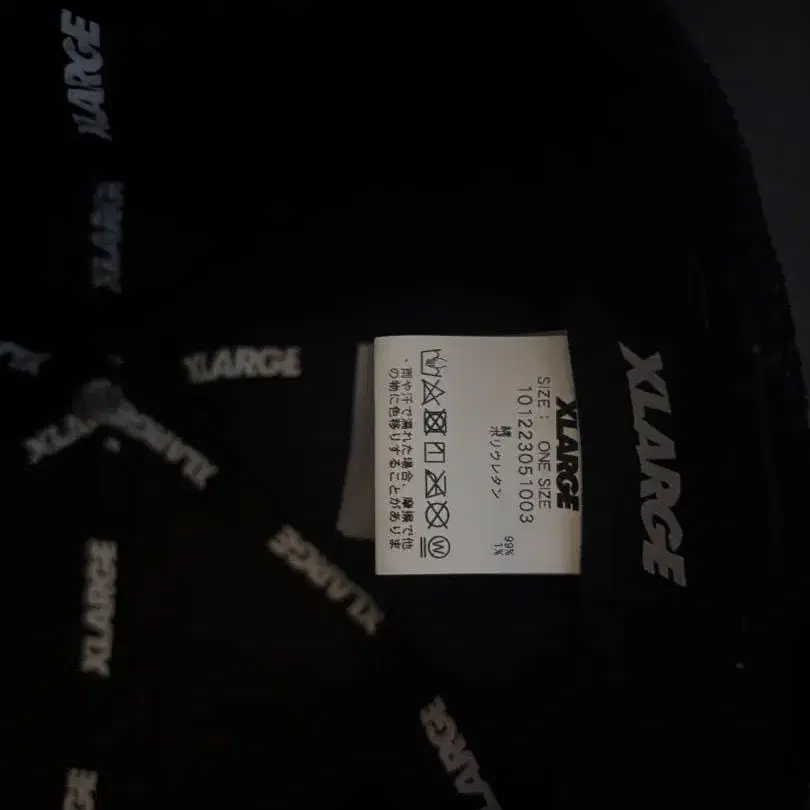 XLARGE
XLARGE
XLARGE
XLARGE
XLARGE
XLARGE
XLARGE
XLARGE
XLARGE
SIZE : ONE SIZE
101223051003
綿 99%
ポリウレタン 1%
W
・雨や汗で濡れた場合、摩擦で他
の物に色移りすることがありま